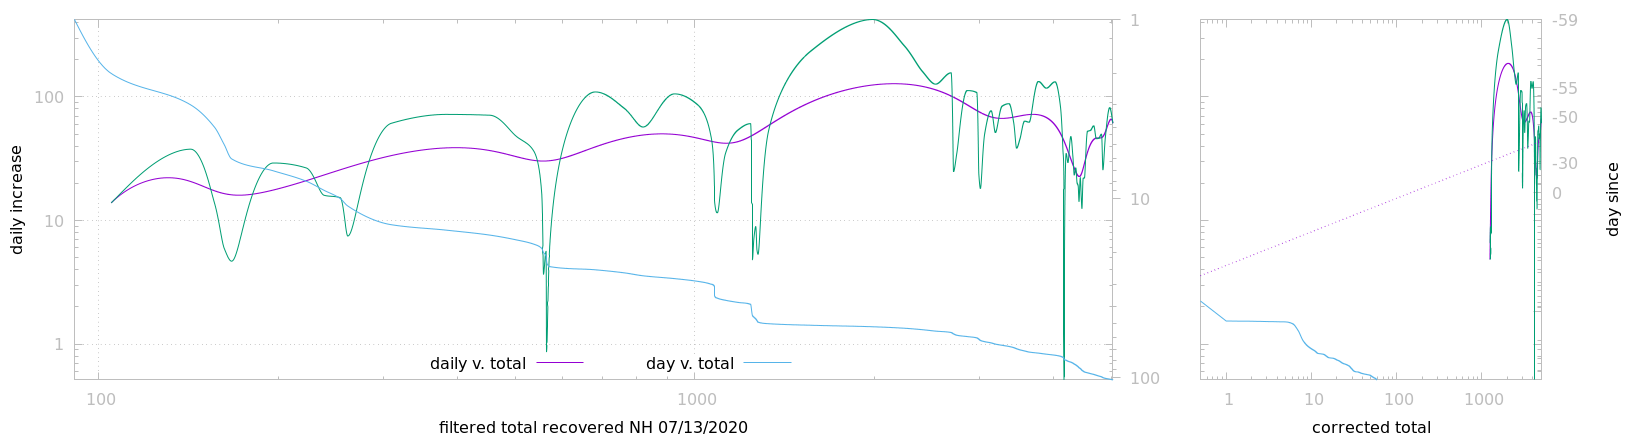 daily increase
100
10
1
daily v. total
day v. total
100
1000
filtered total recovered NH 07/13/2020
1
10
100
1
10
100
1000
corrected total
-59
-55
-50
-30
0
day since